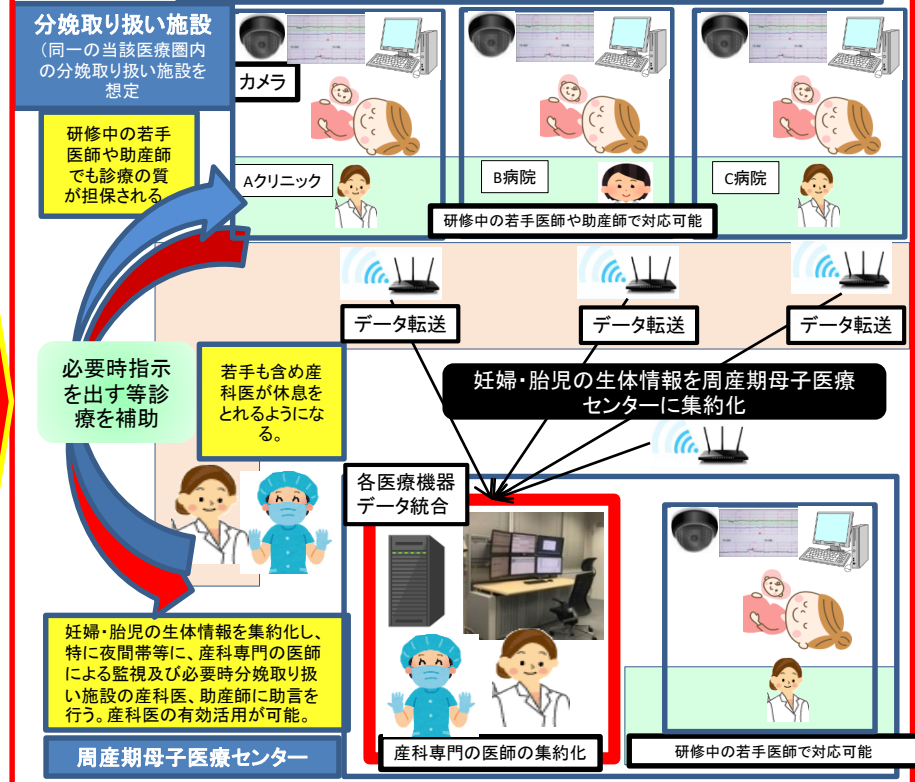 分娩取り扱い施設
（同一の当該医療圏内
の分娩取り扱い施設を
想定
カメラ
研修中の若手
医師や助産師
でも診療の質
が担保される
Aクリニック
B病院
C病院
研修中の若手医師や助産師で対応可能
データ転送
データ転送
データ転送
必要時指示
を出す等診
療を補助
若手も含め産
科医が休息を
とれるようにな
る。
妊婦・胎児の生体情報を周産期母子医療
センターに集約化
各医療機器
データ統合
妊婦・胎児の生体情報を集約化し、
特に夜間帯等に、産科専門の医師
による監視及び必要時分娩取り扱
い施設の産科医、助産師に助言を
行う。産科医の有効活用が可能。
周産期母子医療センター
産科専門の医師の集約化
研修中の若手医師で対応可能